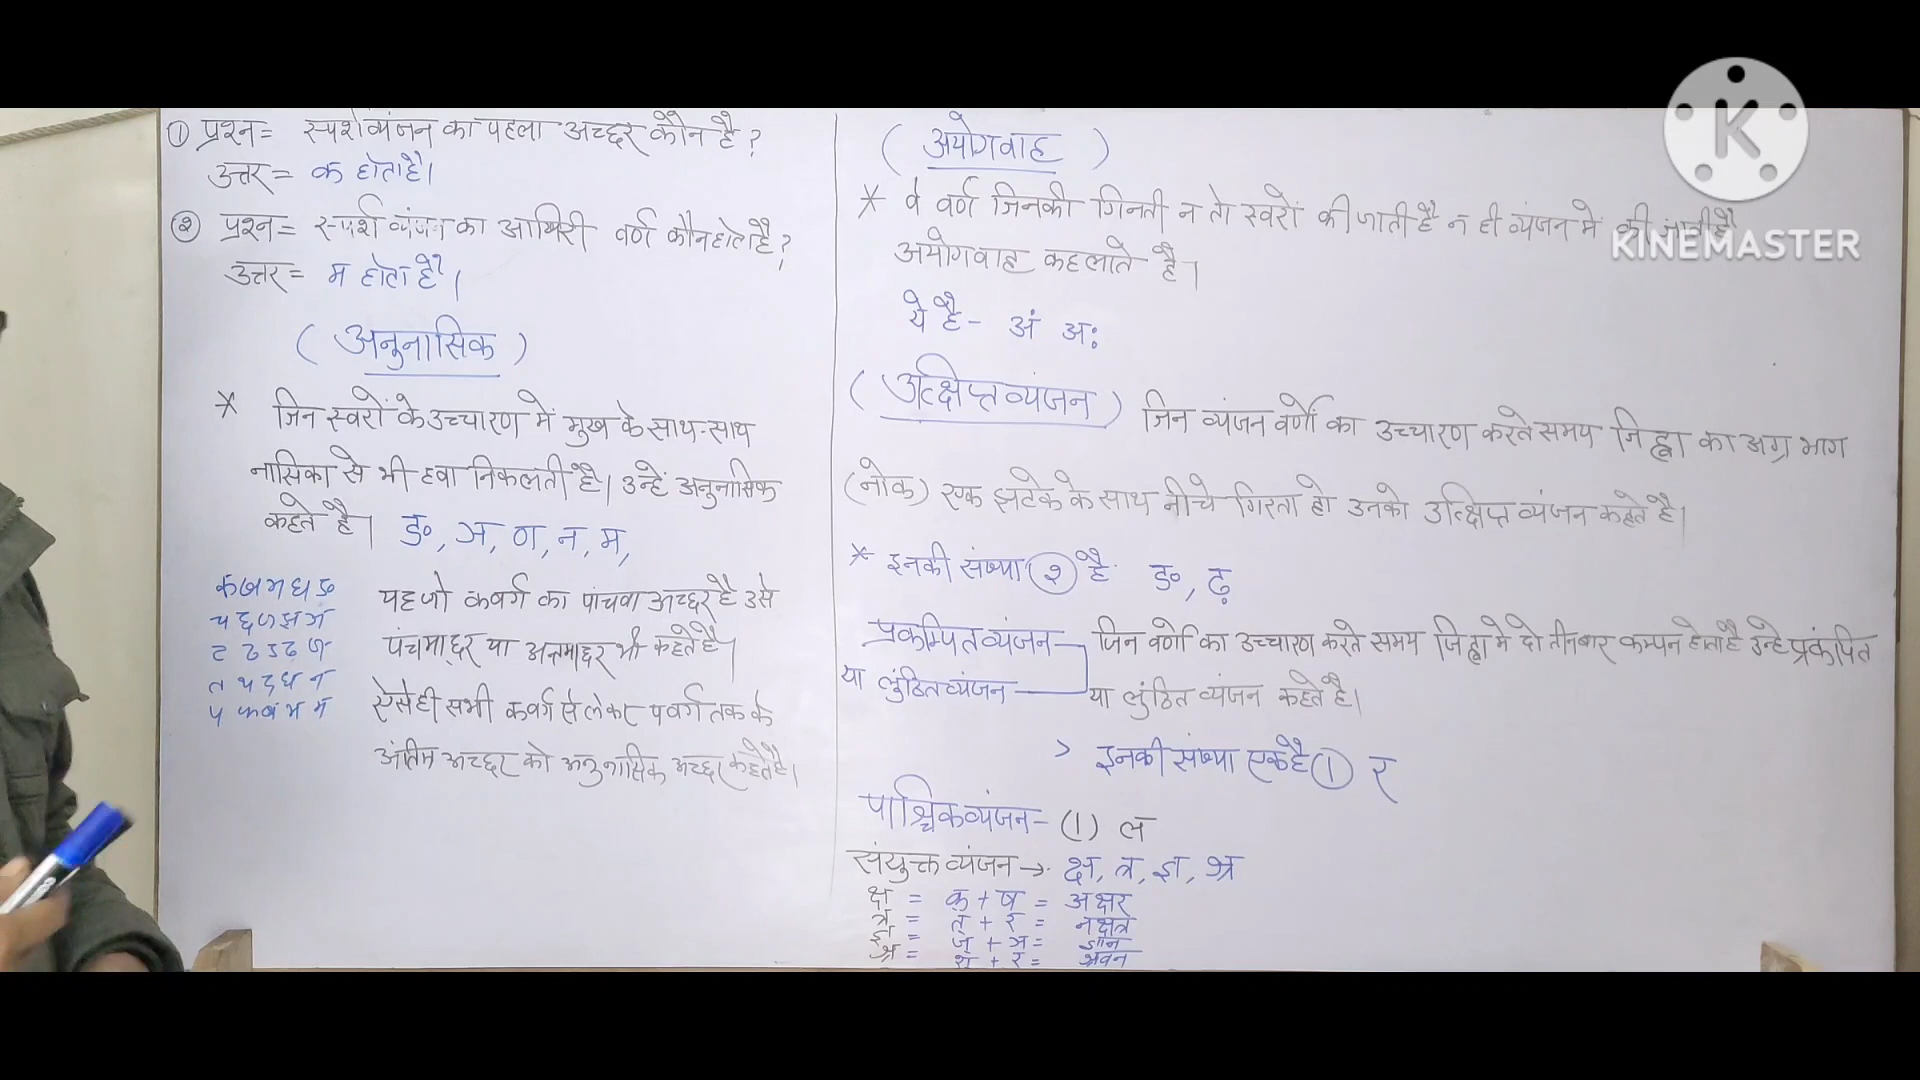 ① प्रश्न= स्पर्शव्यंजन का पहला अच्छर कौन है ?
उत्तर= क होता है।
② प्रश्न= स्पर्श व्यंजन का आखिरी वर्ण कौन होता है ?
उत्तर= म होता है।
( अनुनासिक )
* जिन स्वरों के उच्चारण में मुख के साथ-साथ
नासिका से भी हवा निकलती है। उन्हें अनुनासिक
कहते है। ड॰, ञ, ण, न, म,
क ख ग घ ङ
च छ ज झ ञ
ट ठ ड ढ ण
त थ द ध न
प फ ब भ म
यह जो कवर्ग का पांचवा अच्छर है उसे
या भी कहते है।
ऐसे ही सभी कवर्ग से लेकर पवर्ग तक के
अंतिम अच्छर को अनुनासिक अच्छर कहते है।
( अयोगवाह )
* वे वर्ण जिनकी गिनती न तो स्वरों की जाती है न ही व्यंजन में की जाती है
अयोगवाह कहलाते है।
ये है- अं अः
( उत्क्षिप्त व्यंजन ) जिन व्यंजन वर्णो का उच्चारण करते समय जिह्वा का अग्र भाग
(नोक) एक झटके के साथ नीचे गिरता हो उनको उत्क्षिप्त व्यंजन कहते है।
* इनकी संख्या ② है ड॰, ढ़
प्रकम्पित व्यंजन जिन वर्णो का उच्चारण करते समय जिह्वा मे दो तीन बार कम्पन होता है उन्हे प्रकंपित
या लुंठित व्यंजन या लुंठित व्यंजन कहते है।
> इनकी संख्या एक है ① र
पार्श्विक व्यंजन- (1) ल
संयुक्त व्यंजन → क्ष, त्र, ज्ञ, श्र
क्ष = क् + ष = अक्षर
त्र = त् + र = नक्षत्र
ज्ञ = ज् + ञ = ज्ञान
श्र = श् + र = श्रवन
KINEMASTER